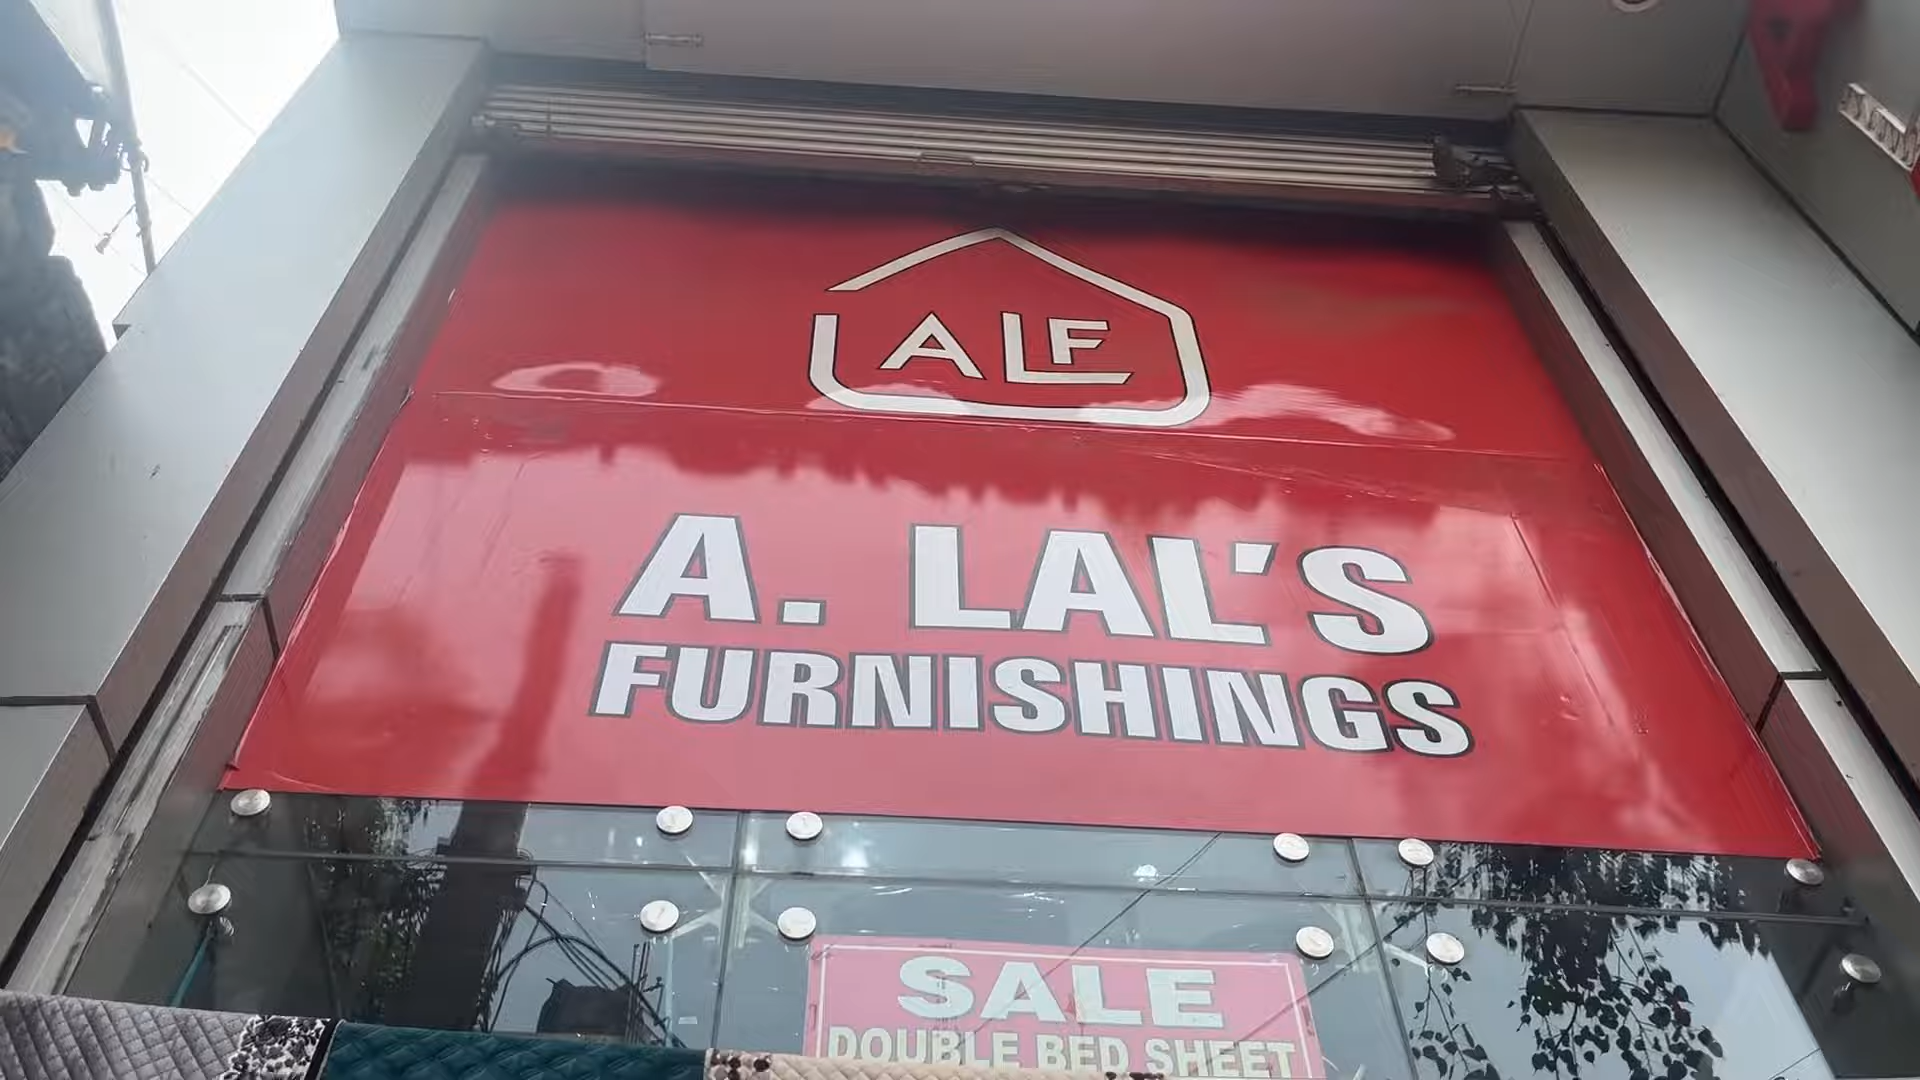 ALF
A. LAL'S
FURNISHINGS
SALE
DOUBLE BED SHEET